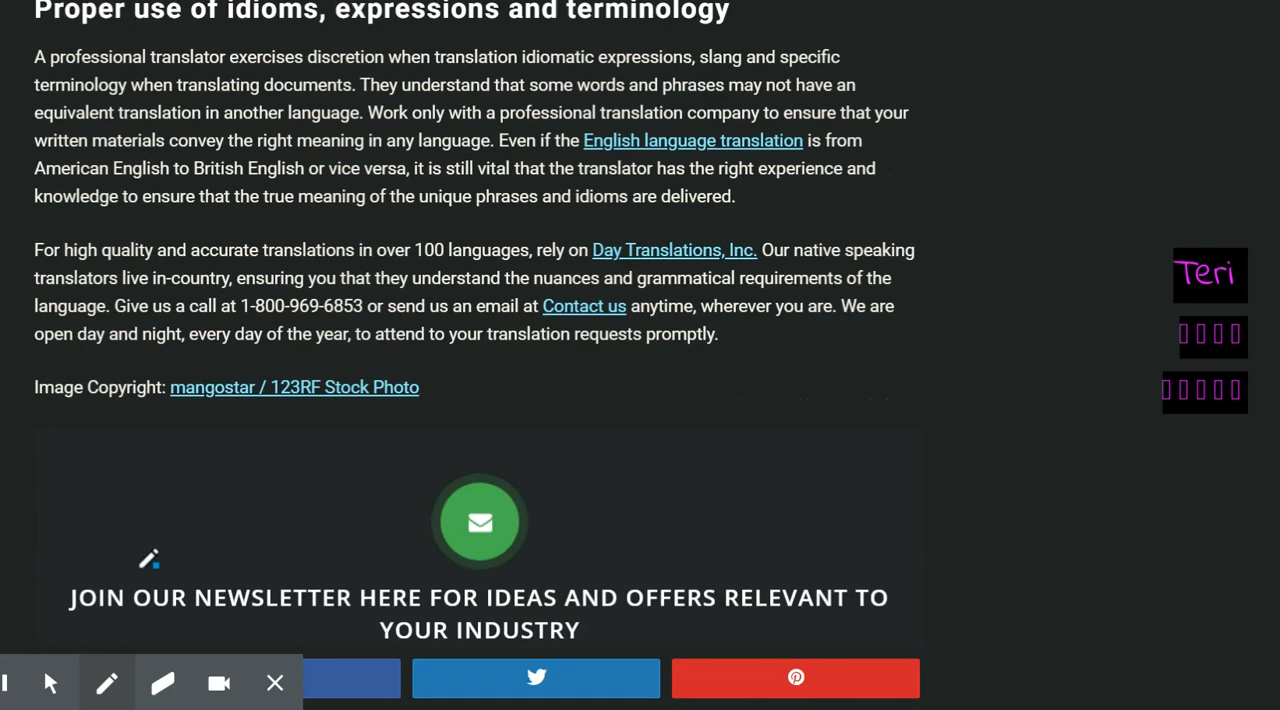 Proper use of idioms, expressions and terminology
A professional translator exercises discretion when translation idiomatic expressions, slang and specific
terminology when translating documents. They understand that some words and phrases may not have an
equivalent translation in another language. Work only with a professional translation company to ensure that your
written materials convey the right meaning in any language. Even if the English language translation is from
American English to British English or vice versa, it is still vital that the translator has the right experience and
knowledge to ensure that the true meaning of the unique phrases and idioms are delivered.
For high quality and accurate translations in over 100 languages, rely on Day Translations, Inc. Our native speaking
translators live in-country, ensuring you that they understand the nuances and grammatical requirements of the
language. Give us a call at 1-800-969-6853 or send us an email at Contact us anytime, wherever you are. We are
open day and night, every day of the year, to attend to your translation requests promptly.
Image Copyright: mangostar / 123RF Stock Photo
Teri
JOIN OUR NEWSLETTER HERE FOR IDEAS AND OFFERS RELEVANT TO
YOUR INDUSTRY